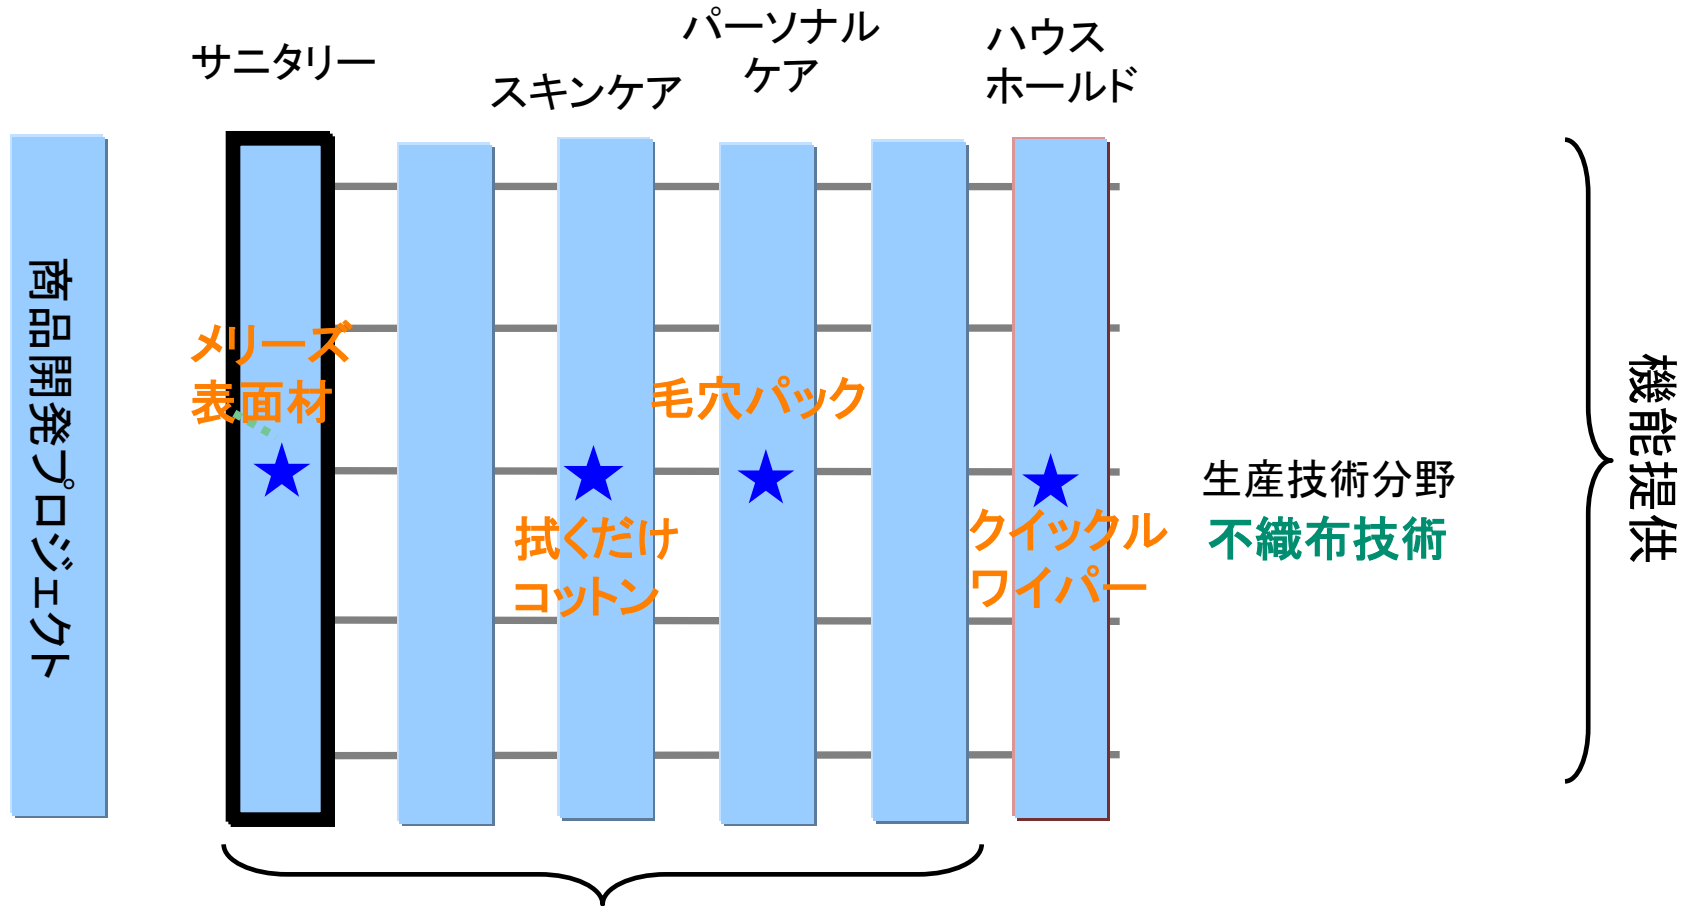 サニタリー
スキンケア
パーソナル
ケア
ハウス
ホールド
商品開発プロジェクト
メリーズ
表面材
毛穴パック
拭くだけ
コットン
クイックル
ワイパー
生産技術分野
不織布技術
機能提供